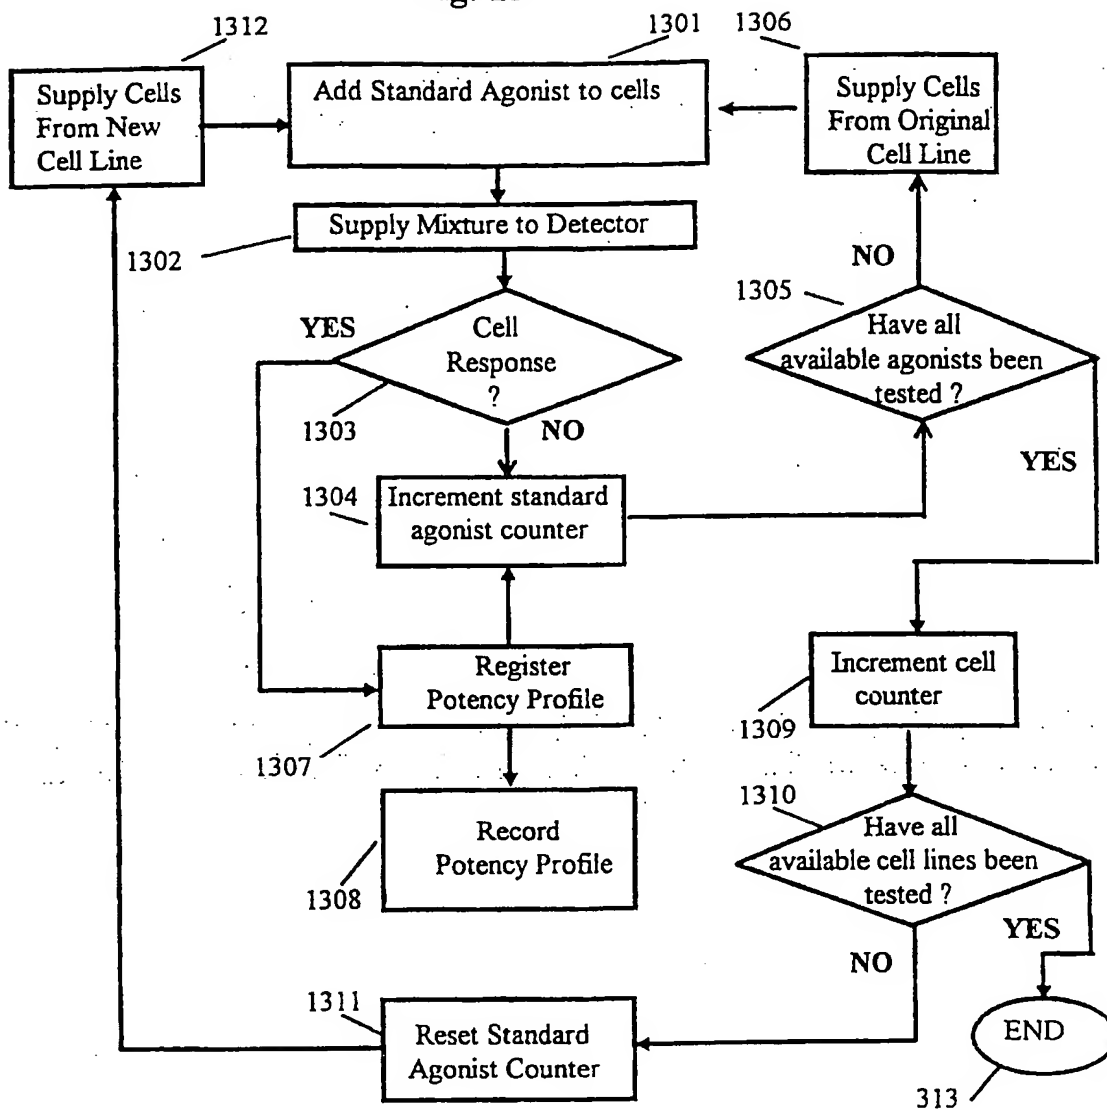 1312
1301
1306
Supply Cells
From New
Cell Line
Add Standard Agonist to cells
Supply Cells
From Original
Cell Line
Supply Mixture to Detector
1302
NO
1305
YES
Cell
Response
?
Have all
available agonists been
tested ?
1303
NO
YES
1304
Increment standard
agonist counter
Register
Potency Profile
Increment cell
counter
1309
1307
1310
Record
Potency Profile
Have all
available cell lines been
tested ?
1308
YES
NO
1311
Reset Standard
Agonist Counter
END
313